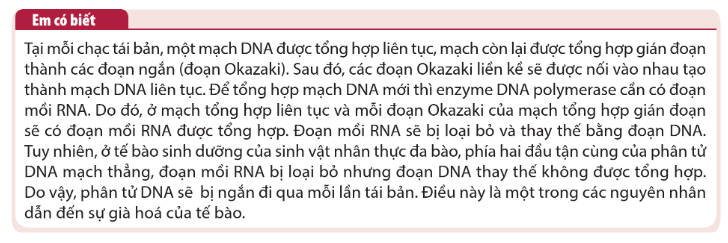 Em có biết
Tại mỗi chạc tái bản, một mạch DNA được tổng hợp liên tục, mạch còn lại được tổng hợp gián đoạn
thành các đoạn ngắn (đoạn Okazaki). Sau đó, các đoạn Okazaki liền kề sẽ được nối vào nhau tạo
thành mạch DNA liên tục. Để tổng hợp mạch DNA mới thì enzyme DNA polymerase cần có đoạn
mồi RNA. Do đó, ở mạch tổng hợp liên tục và mỗi đoạn Okazaki của mạch tổng hợp gián đoạn
sẽ có đoạn mồi RNA được tổng hợp. Đoạn mồi RNA sẽ bị loại bỏ và thay thế bằng đoạn DNA.
Tuy nhiên, ở tế bào sinh dưỡng của sinh vật nhân thực đa bào, phía hai đầu tận cùng của phân tử
DNA mạch thẳng, đoạn mồi RNA bị loại bỏ nhưng đoạn DNA thay thế không được tổng hợp.
Do vậy, phân tử DNA sẽ bị ngắn đi qua mỗi lần tái bản. Điều này là một trong các nguyên nhân
dẫn đến sự già hoá của tế bào.